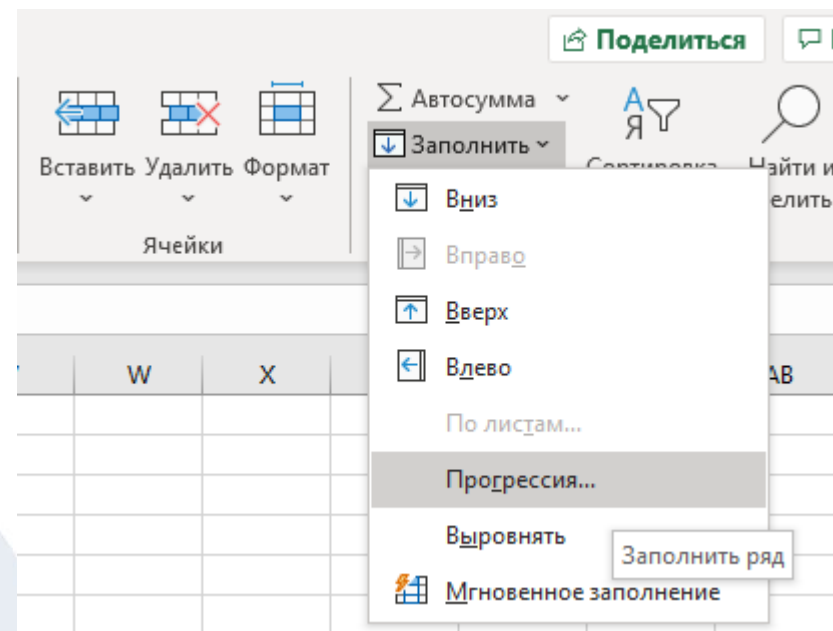 Поделиться
Автосумма
Заполнить
Вставить Удалить Формат
Ячейки
Вниз
Вправо
Вверх
Влево
По листам...
Прогрессия...
Выровнять
Заполнить ряд
Мгновенное заполнение
Найти и
W X AB